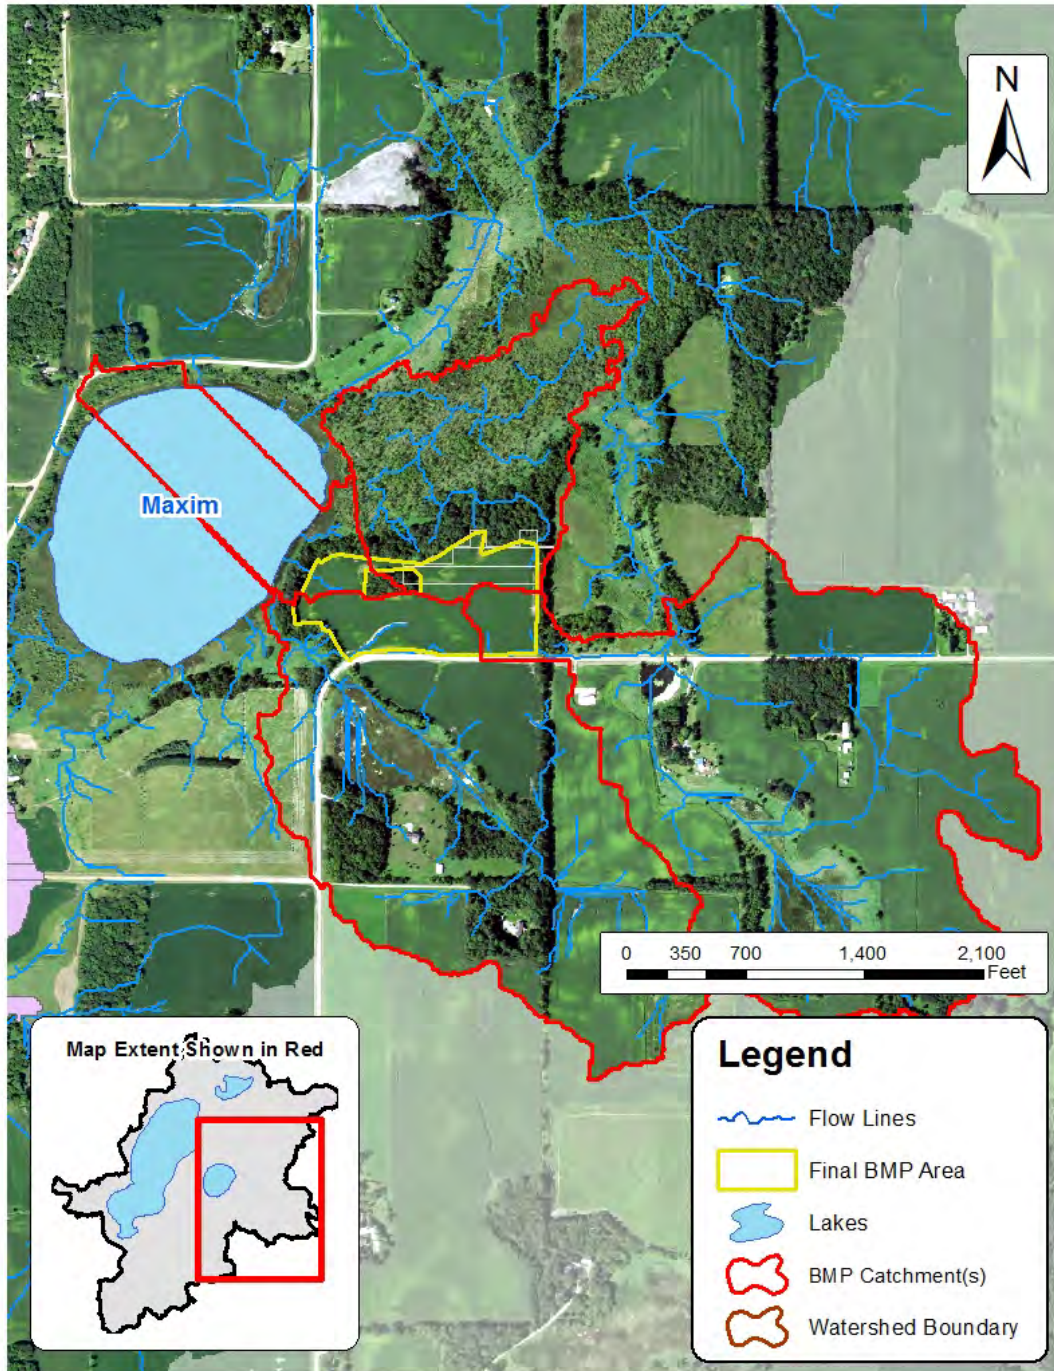 N
Maxim
0 350 700 1,400 2,100
Feet
Map Extent Shown in Red
Legend
Flow Lines
Final BMP Area
Lakes
BMP Catchment(s)
Watershed Boundary